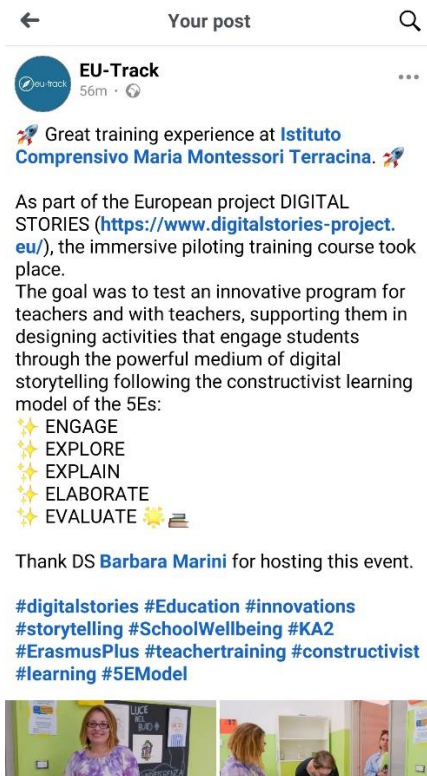 Your post
eu-track
EU-Track
56m
Great training experience at Istituto
Comprensivo Maria Montessori Terracina.
As part of the European project DIGITAL
STORIES (https://www.digitalstories-project.
eu/), the immersive piloting training course took
place.
The goal was to test an innovative program for
teachers and with teachers, supporting them in
designing activities that engage students
through the powerful medium of digital
storytelling following the constructivist learning
model of the 5Es:
ENGAGE
EXPLORE
EXPLAIN
ELABORATE
EVALUATE
Thank DS Barbara Marini for hosting this event.
#digitalstories #Education #innovations
#storytelling #SchoolWellbeing #KA2
#ErasmusPlus #teachertraining #constructivist
#learning #5EModel
LUCE
NEL
BUIO